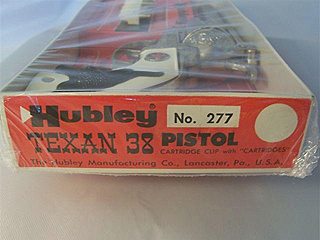 Hubley No. 277
TEXAN 38 PISTOL
CARTRIDGE CLIP with "CARTRIDGES"
The Hubley Manufacturing Co., Lancaster, Pa., U.S.A.